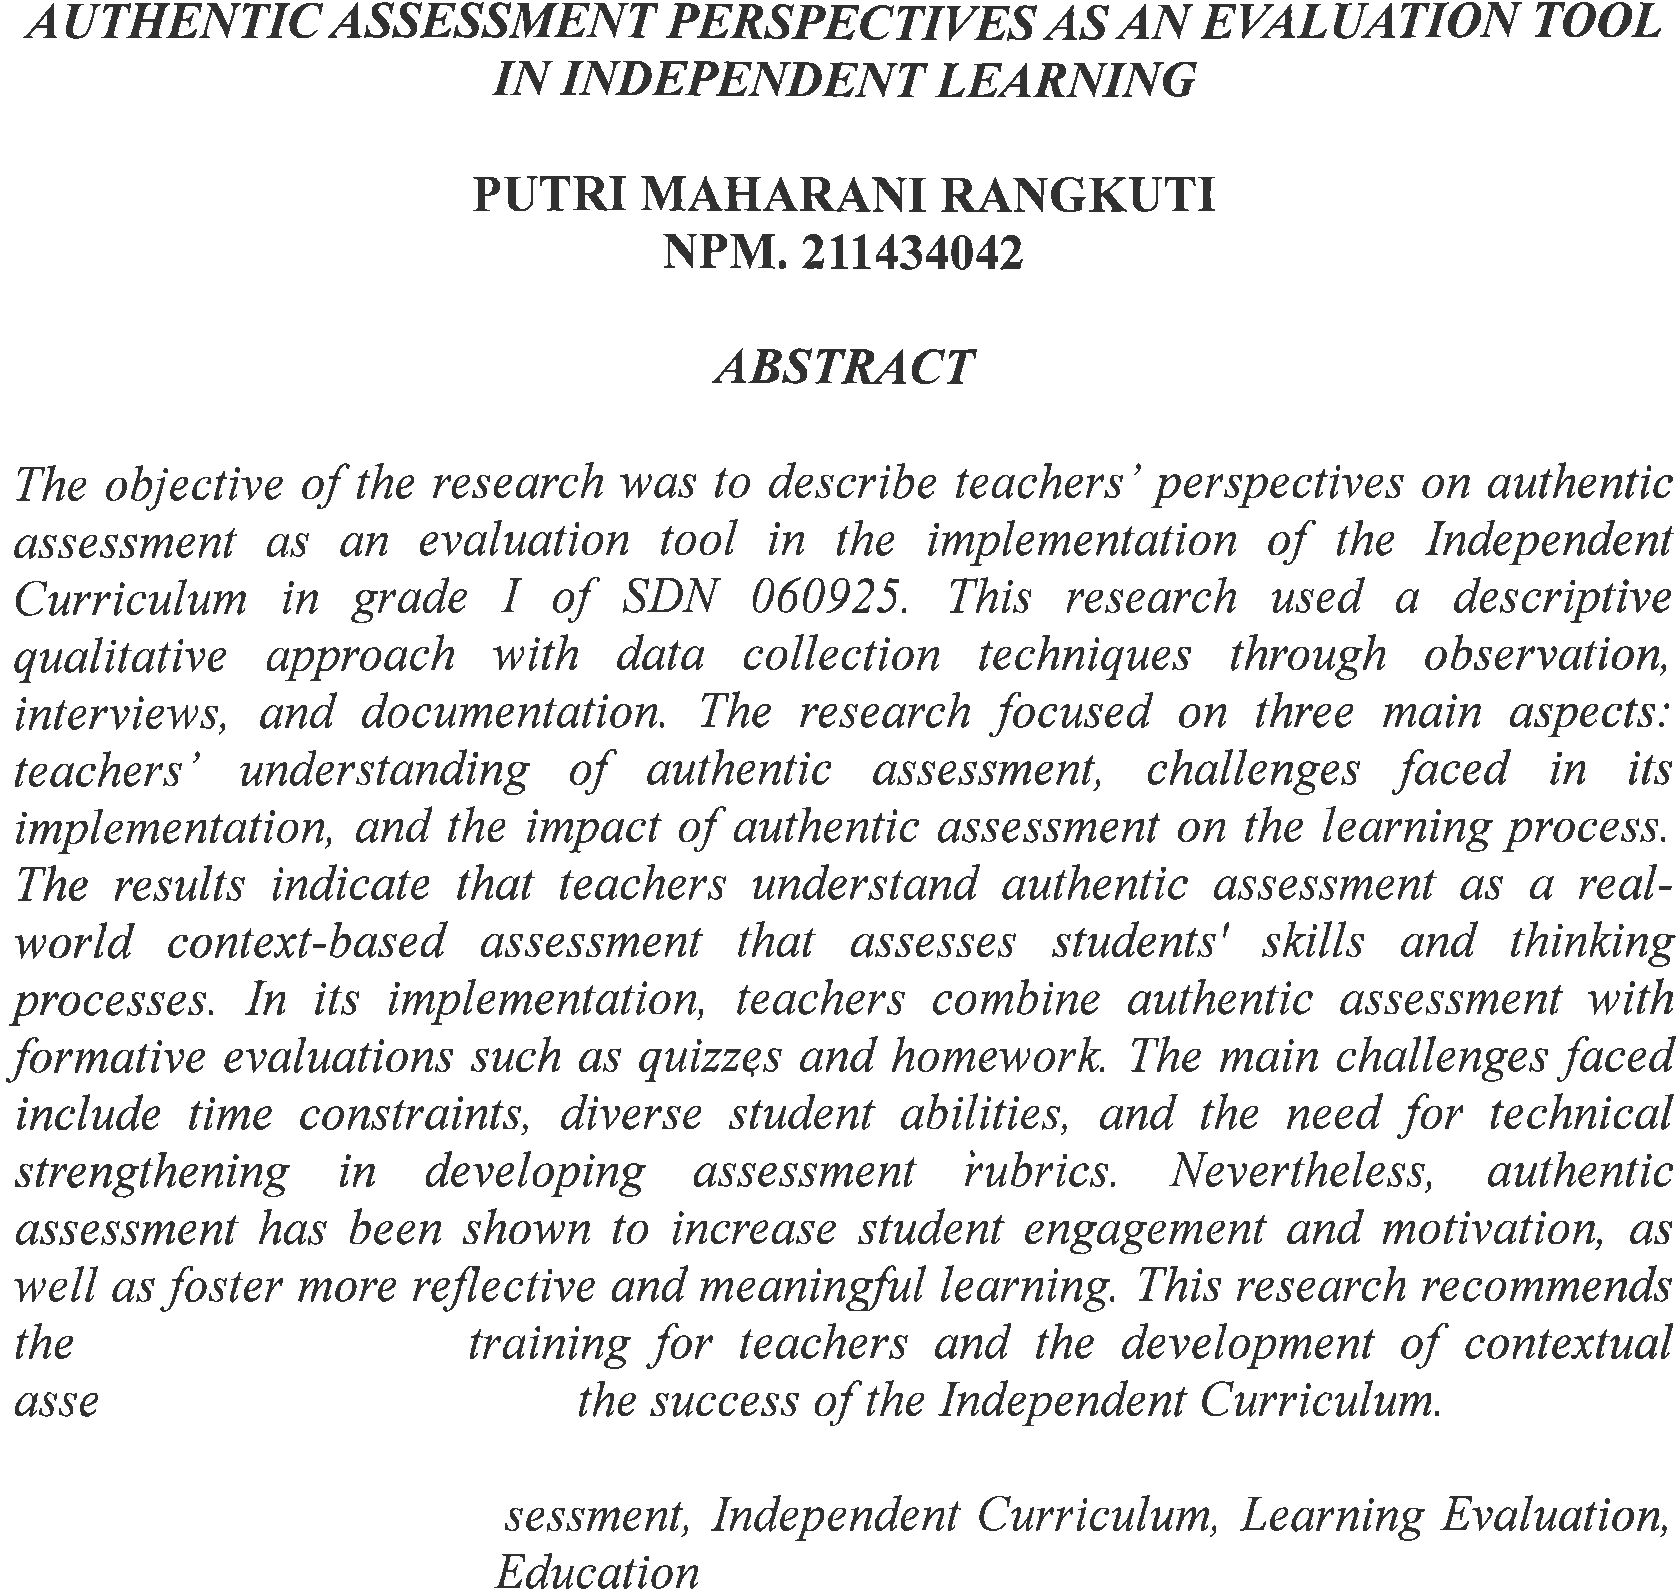 AUTHENTIC ASSESSMENT PERSPECTIVES AS AN EVALUATION TOOL
IN INDEPENDENT LEARNING
PUTRI MAHARANI RANGKUTI
NPM. 211434042
ABSTRACT
The objective of the research was to describe teachers’ perspectives on authentic
assessment as an evaluation tool in the implementation of the Independent
Curriculum in grade I of SDN 060925. This research used a descriptive
qualitative approach with data collection techniques through observation,
interviews, and documentation. The research focused on three main aspects:
teachers’ understanding of authentic assessment, challenges faced in its
implementation, and the impact of authentic assessment on the learning process.
The results indicate that teachers understand authentic assessment as a real-
world context-based assessment that assesses students' skills and thinking
processes. In its implementation, teachers combine authentic assessment with
formative evaluations such as quizzes and homework. The main challenges faced
include time constraints, diverse student abilities, and the need for technical
strengthening in developing assessment rubrics. Nevertheless, authentic
assessment has been shown to increase student engagement and motivation, as
well as foster more reflective and meaningful learning. This research recommends
the training for teachers and the development of contextual
asse the success of the Independent Curriculum.
sessment, Independent Curriculum, Learning Evaluation,
Education